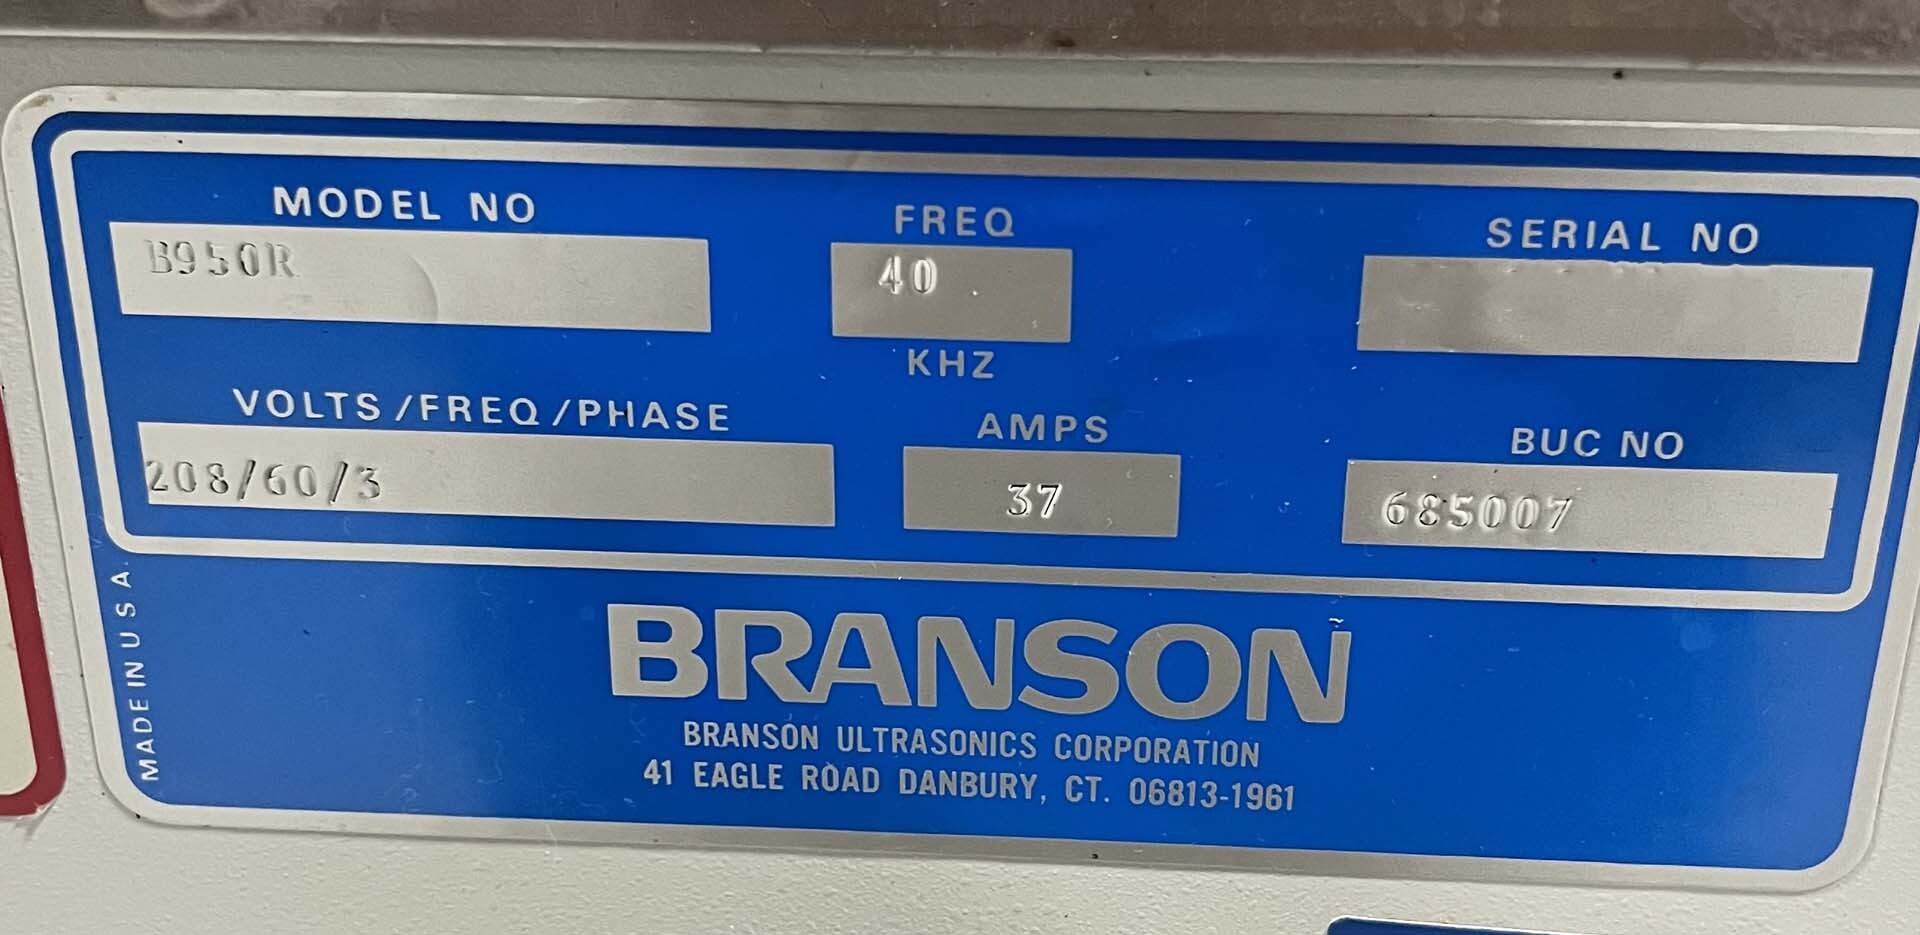 MODEL NO
B950R
FREQ
40
KHZ
SERIAL NO
VOLTS/FREQ/PHASE
208/60/3
AMPS
37
BUC NO
685007
MADE IN U S A.
BRANSON
BRANSON ULTRASONICS CORPORATION
41 EAGLE ROAD DANBURY, CT. 06813-1961